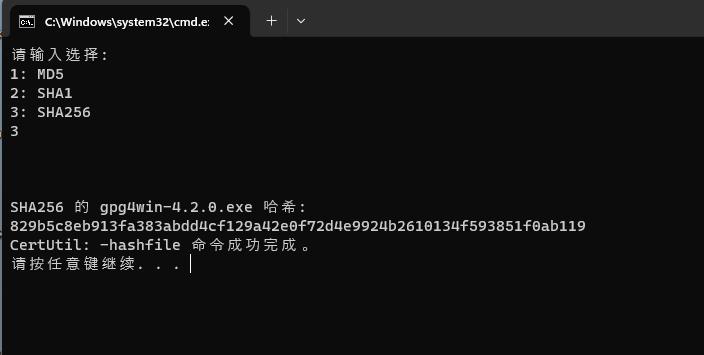 C:\Windows\system32\cmd.e
请输入选择:
1: MD5
2: SHA1
3: SHA256
3
SHA256 的 gpg4win-4.2.0.exe 哈希:
829b5c8eb913fa383abdd4cf129a42e0f72d4e9924b2610134f593851f0ab119
CertUtil: -hashfile 命令成功完成。
请按任意键继续. . .